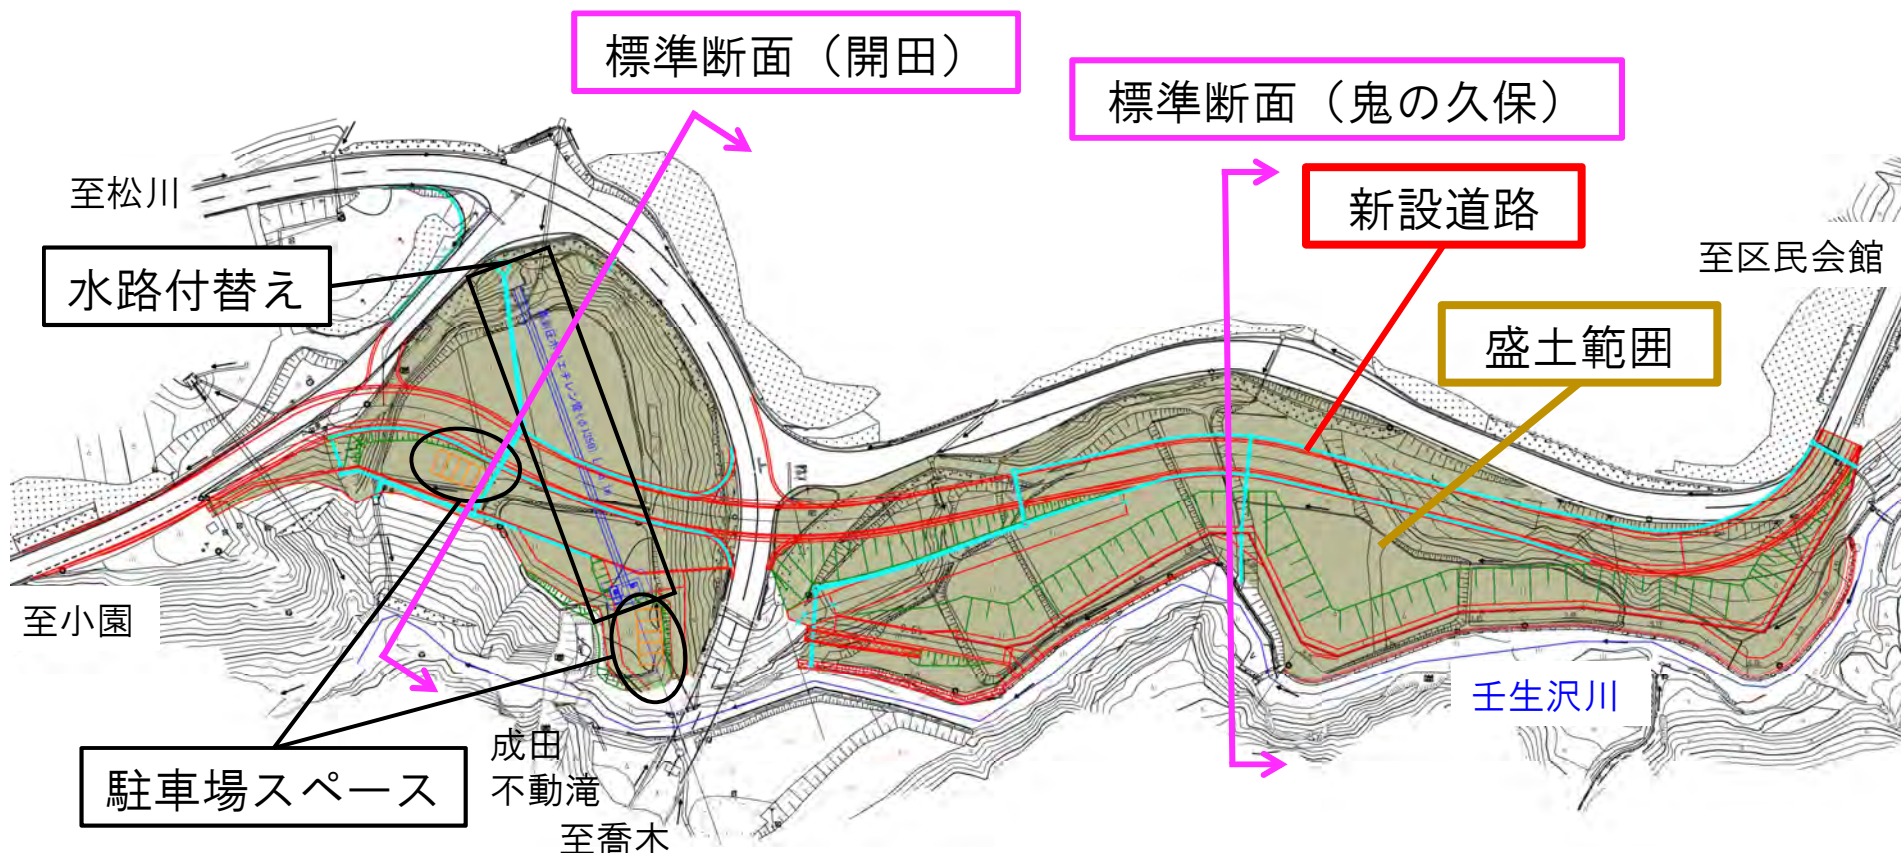 標準断面（開田）
標準断面（鬼の久保）
至松川
新設道路
至区民会館
水路付替え
盛土範囲
至小園
壬生沢川
成田
不動滝
駐車場スペース
至喬木